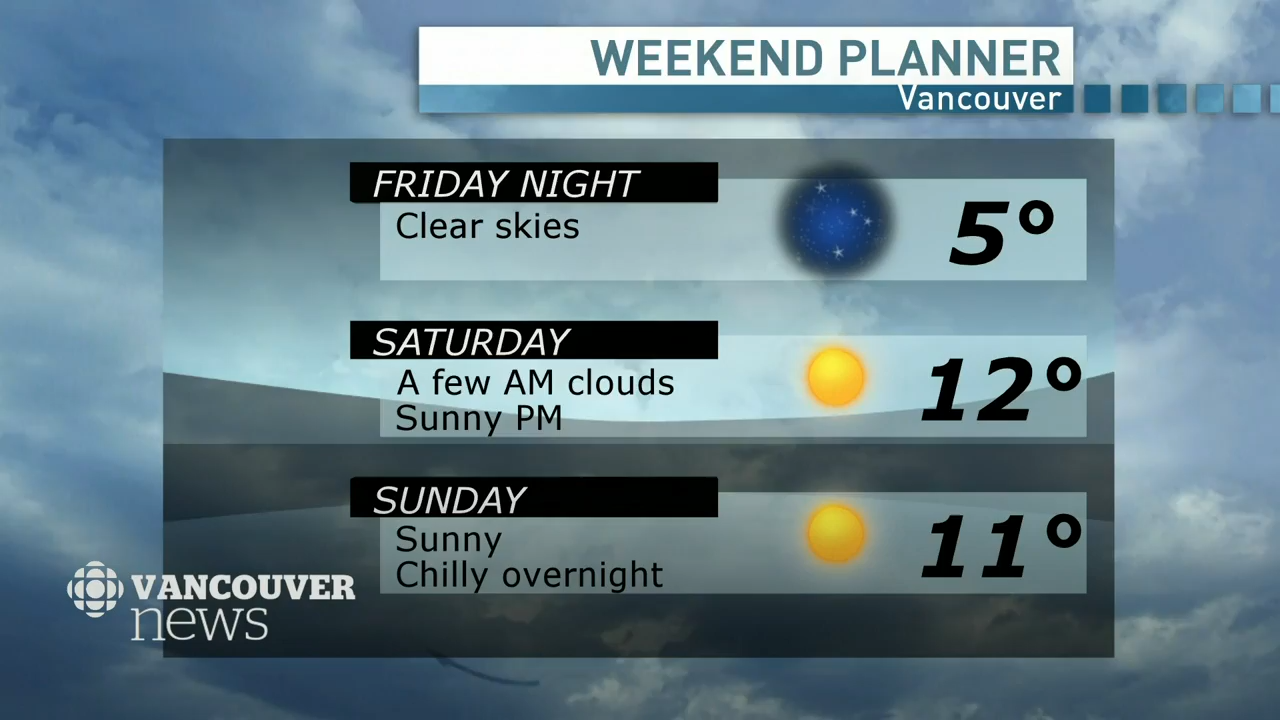 WEEKEND PLANNER
Vancouver
FRIDAY NIGHT
Clear skies
5°
SATURDAY
A few AM clouds
Sunny PM
12°
SUNDAY
Sunny
Chilly overnight
11°
VANCOUVER
news